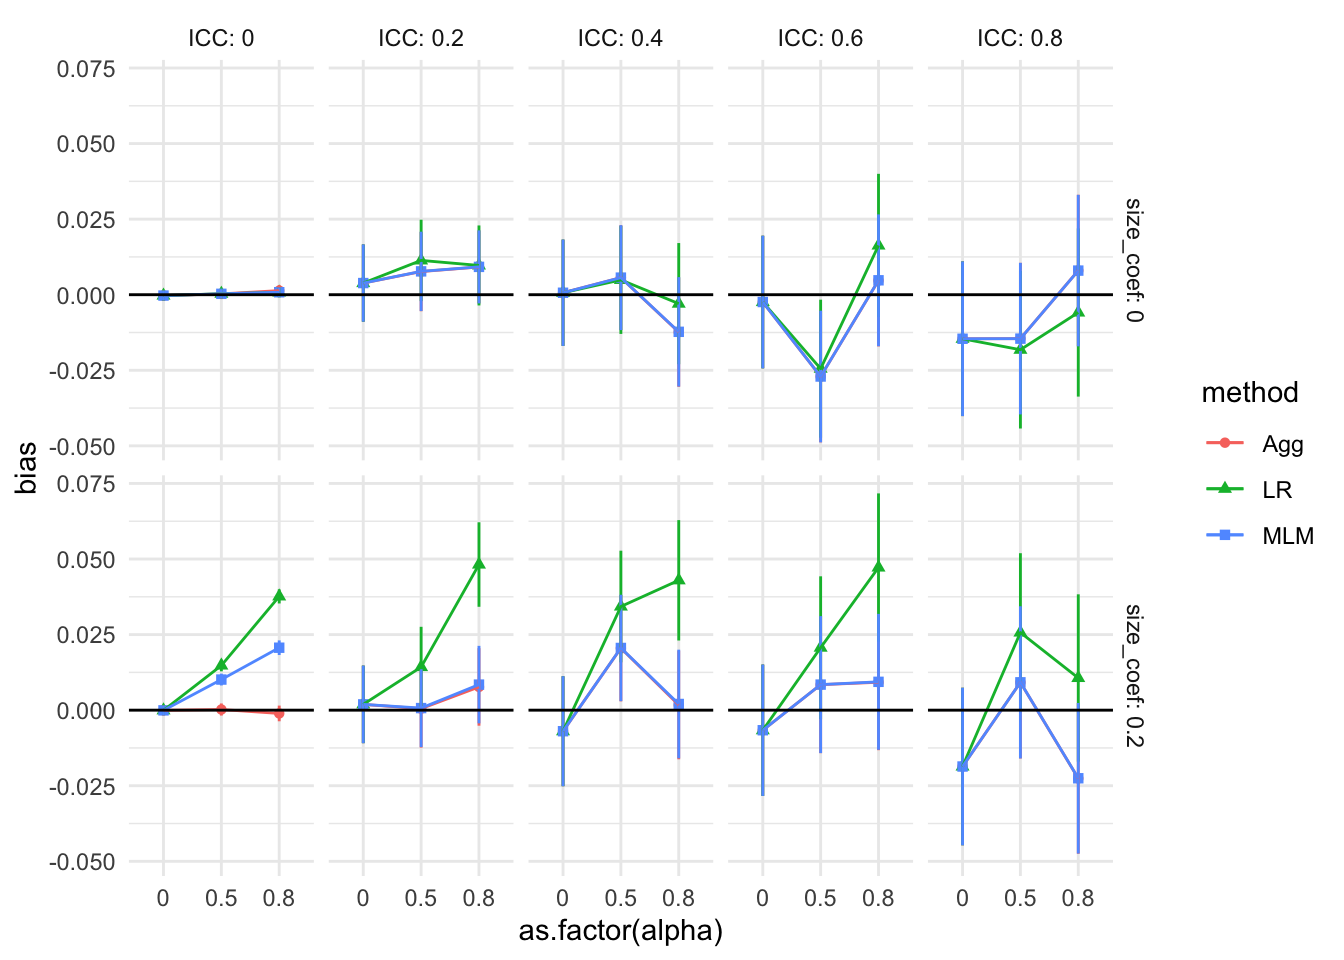 ICC: 0
ICC: 0.2
ICC: 0.4
ICC: 0.6
ICC: 0.8
0.075
0.050
0.025
0.000
-0.025
-0.050
size_coef: 0
0.075
0.050
0.025
0.000
-0.025
-0.050
size_coef: 0.2
bias
0 0.5 0.8
0 0.5 0.8
0 0.5 0.8
0 0.5 0.8
0 0.5 0.8
as.factor(alpha)
method
Agg
LR
MLM